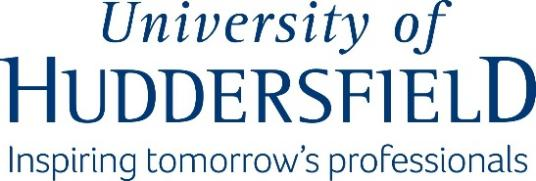 University of
HUDDERSFIELD
Inspiring tomorrow's professionals